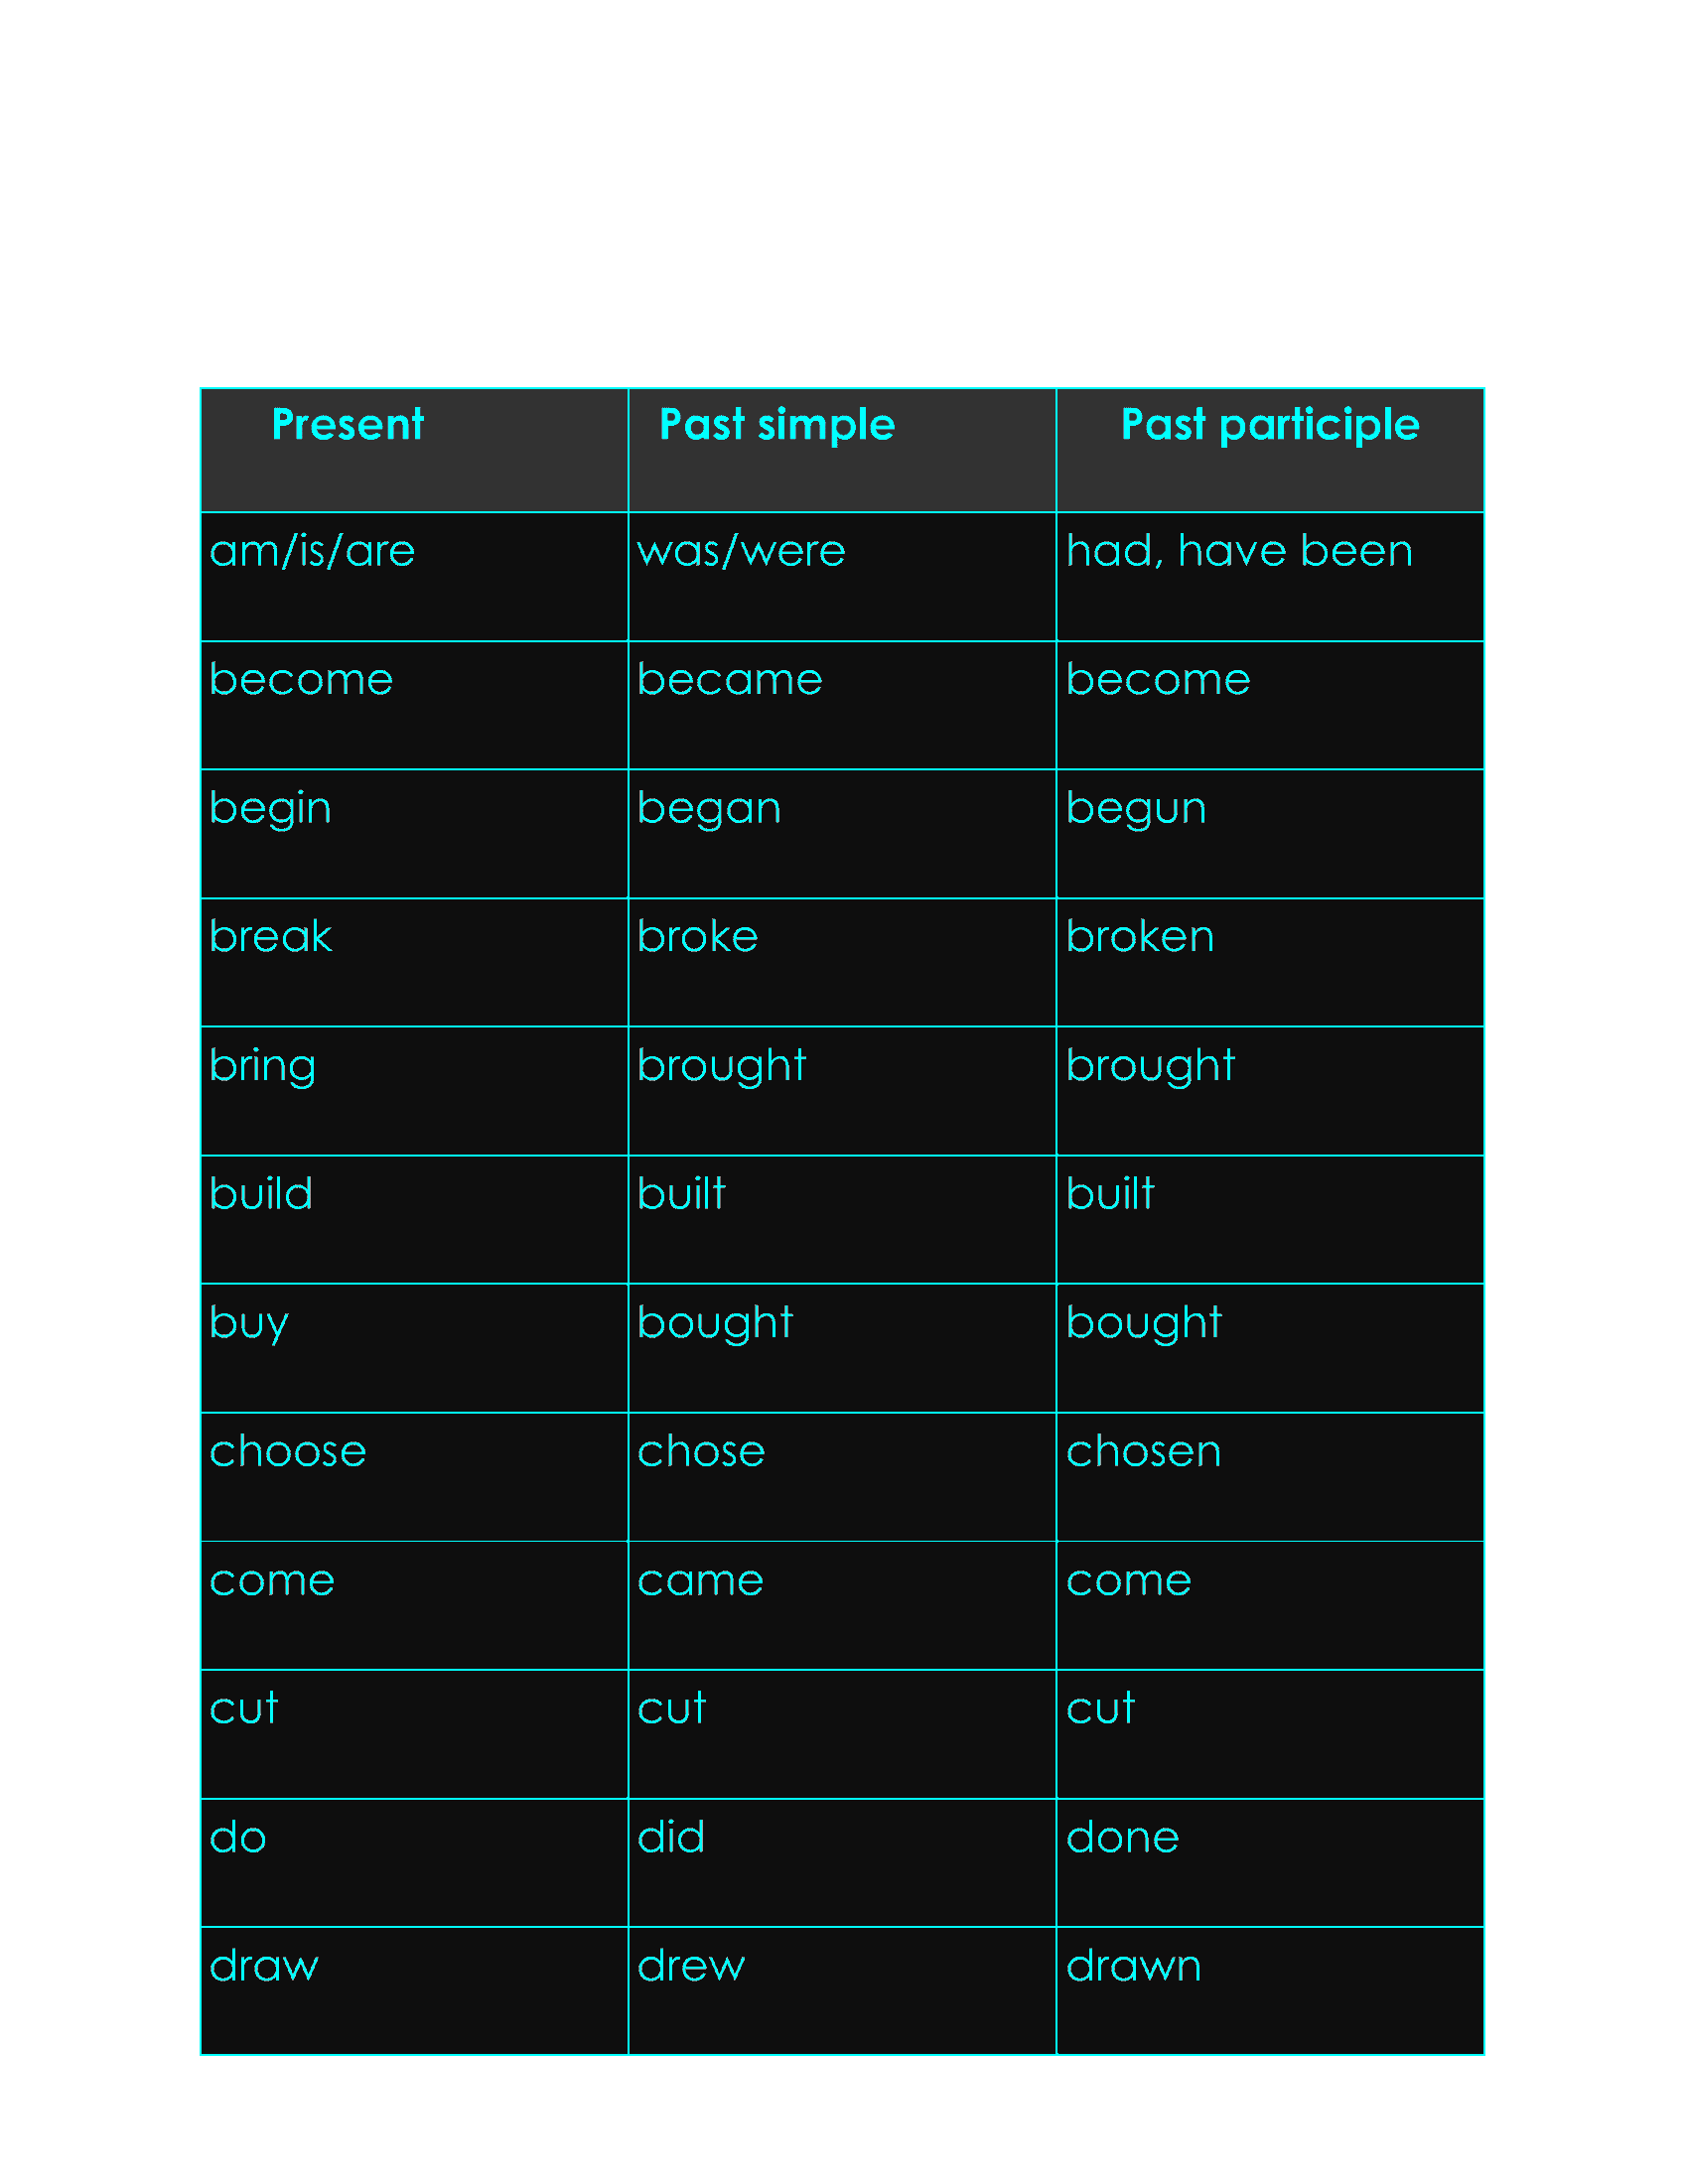 Present Past simple Past participle
am/is/are was/were had, have been
become became become
begin began begun
break broke broken
bring brought brought
build built built
buy bought bought
choose chose chosen
come came come
cut cut cut
do did done
draw drew drawn